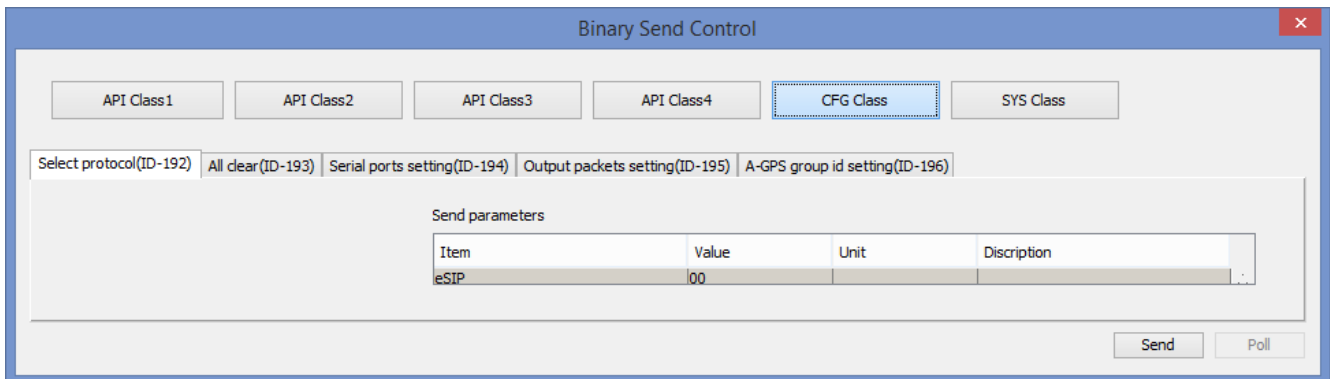 Binary Send Control
API Class1 API Class2 API Class3 API Class4 CFG Class SYS Class
Select protocol(ID-192) All clear(ID-193) Serial ports setting(ID-194) Output packets setting(ID-195) A-GPS group id setting(ID-196)
Send parameters
Item Value Unit Discription
eSIP 00
Send Poll